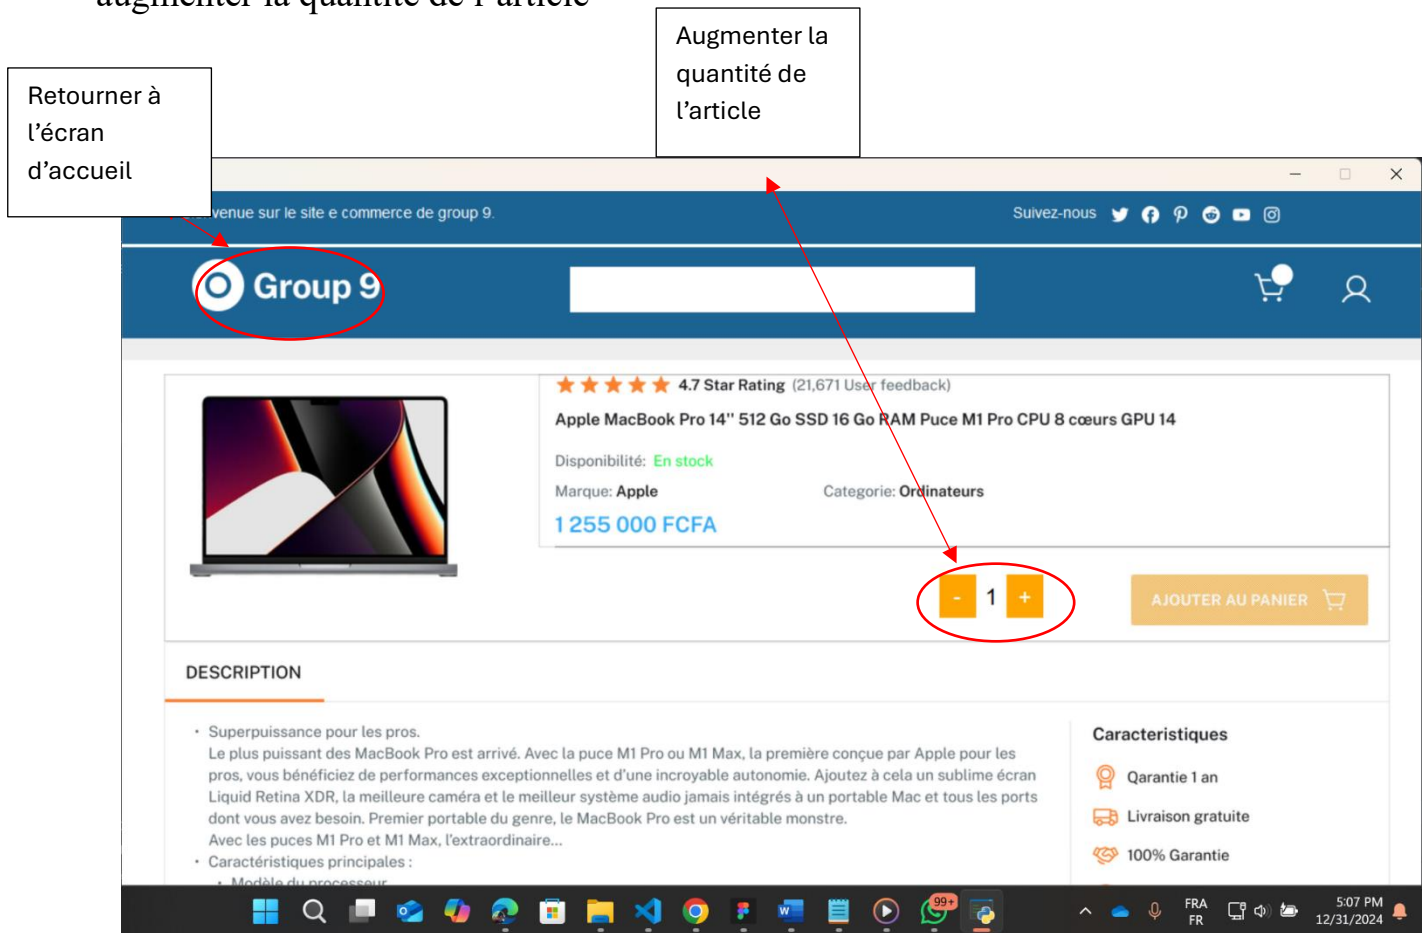 augmenter la quantité de l'article
Augmenter la
quantité de
l'article
Retourner à
l'écran
d'accueil
venue sur le site e commerce de group 9.
Suivez-nous
Group 9
4.7 Star Rating (21,671 User feedback)
Apple MacBook Pro 14'' 512 Go SSD 16 Go RAM Puce M1 Pro CPU 8 cœurs GPU 14
Disponibilité: En stock
Marque: Apple
Categorie: Ordinateurs
1 255 000 FCFA
- 1 +
AJOUTER AU PANIER
DESCRIPTION
• Superpuissance pour les pros.
Le plus puissant des MacBook Pro est arrivé. Avec la puce M1 Pro ou M1 Max, la première conçue par Apple pour les
pros, vous bénéficiez de performances exceptionnelles et d'une incroyable autonomie. Ajoutez à cela un sublime écran
Liquid Retina XDR, la meilleure caméra et le meilleur système audio jamais intégrés à un portable Mac et tous les ports
dont vous avez besoin. Premier portable du genre, le MacBook Pro est un véritable monstre.
Avec les puces M1 Pro et M1 Max, l'extraordinaire...
• Caractéristiques principales :
• Modèle du processeur
Caracteristiques
Qarantie 1 an
Livraison gratuite
100% Garantie
99+
FRA
FR
5:07 PM
12/31/2024